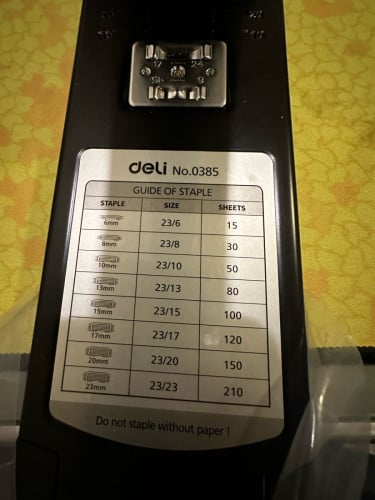 deli No.0385
GUIDE OF STAPLE
STAPLE SIZE SHEETS
6mm 23/6 15
8mm 23/8 30
10mm 23/10 50
13mm 23/13 80
15mm 23/15 100
17mm 23/17 120
20mm 23/20 150
23mm 23/23 210
Do not staple without paper !